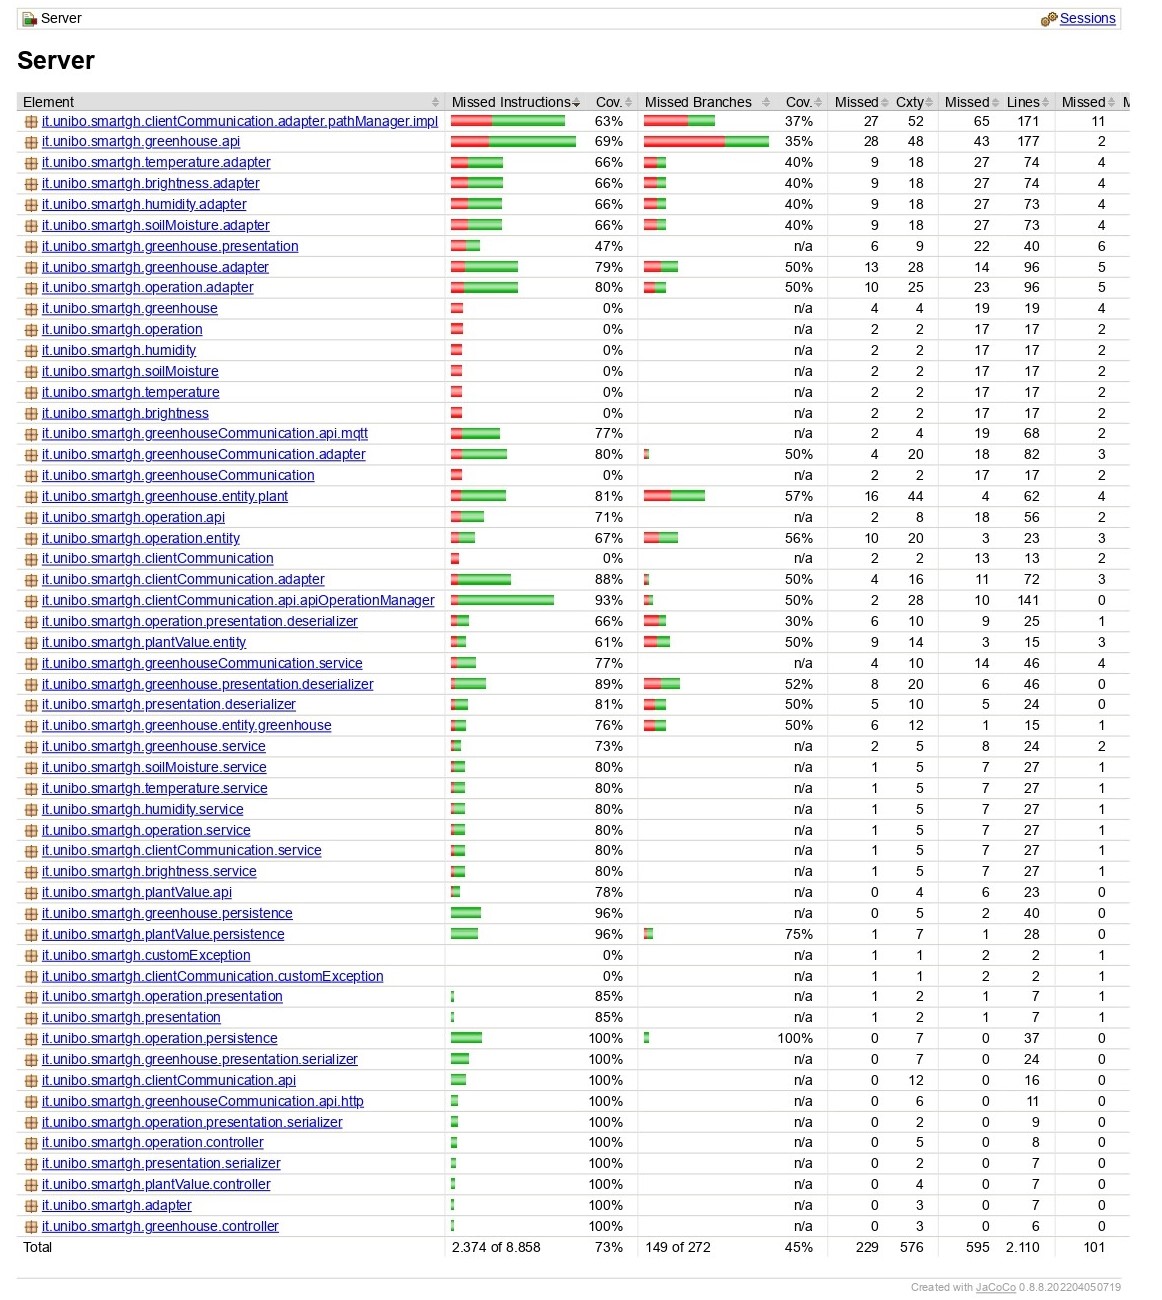 Server Sessions
Server
Element Missed Instructions Cov. Missed Branches Cov. Missed Cxty Missed Lines Missed
it.unibo.smartgh.clientCommunication.adapter.pathManager.impl 63% 37% 27 52 65 171 11
it.unibo.smartgh.greenhouse.api 69% 35% 28 48 43 177 2
it.unibo.smartgh.temperature.adapter 66% 40% 9 18 27 74 4
it.unibo.smartgh.brightness.adapter 66% 40% 9 18 27 74 4
it.unibo.smartgh.humidity.adapter 66% 40% 9 18 27 73 4
it.unibo.smartgh.soilMoisture.adapter 66% 40% 9 18 27 73 4
it.unibo.smartgh.greenhouse.presentation 47% n/a 6 9 22 40 6
it.unibo.smartgh.greenhouse.adapter 79% 50% 13 28 14 96 5
it.unibo.smartgh.operation.adapter 80% 50% 10 25 23 96 5
it.unibo.smartgh.greenhouse 0% n/a 4 4 19 19 4
it.unibo.smartgh.operation 0% n/a 2 2 17 17 2
it.unibo.smartgh.humidity 0% n/a 2 2 17 17 2
it.unibo.smartgh.soilMoisture 0% n/a 2 2 17 17 2
it.unibo.smartgh.temperature 0% n/a 2 2 17 17 2
it.unibo.smartgh.brightness 0% n/a 2 2 17 17 2
it.unibo.smartgh.greenhouseCommunication.api.mqtt 77% n/a 2 4 19 68 2
it.unibo.smartgh.greenhouseCommunication.adapter 80% 50% 4 20 18 82 3
it.unibo.smartgh.greenhouseCommunication 0% n/a 2 2 17 17 2
it.unibo.smartgh.greenhouse.entity.plant 81% 57% 16 44 4 62 4
it.unibo.smartgh.operation.api 71% n/a 2 8 18 56 2
it.unibo.smartgh.operation.entity 67% 56% 10 20 3 23 3
it.unibo.smartgh.clientCommunication 0% n/a 2 2 13 13 2
it.unibo.smartgh.clientCommunication.adapter 88% 50% 4 16 11 72 3
it.unibo.smartgh.clientCommunication.api.apiOperationManager 93% 50% 2 28 10 141 0
it.unibo.smartgh.operation.presentation.deserializer 66% 30% 6 10 9 25 1
it.unibo.smartgh.plantValue.entity 61% 50% 9 14 3 15 3
it.unibo.smartgh.greenhouseCommunication.service 77% n/a 4 10 14 46 4
it.unibo.smartgh.greenhouse.presentation.deserializer 89% 52% 8 20 6 46 0
it.unibo.smartgh.presentation.deserializer 81% 50% 5 10 5 24 0
it.unibo.smartgh.greenhouse.entity.greenhouse 76% 50% 6 12 1 15 1
it.unibo.smartgh.greenhouse.service 73% n/a 2 5 8 24 2
it.unibo.smartgh.soilMoisture.service 80% n/a 1 5 7 27 1
it.unibo.smartgh.temperature.service 80% n/a 1 5 7 27 1
it.unibo.smartgh.humidity.service 80% n/a 1 5 7 27 1
it.unibo.smartgh.operation.service 80% n/a 1 5 7 27 1
it.unibo.smartgh.clientCommunication.service 80% n/a 1 5 7 27 1
it.unibo.smartgh.brightness.service 80% n/a 1 5 7 27 1
it.unibo.smartgh.plantValue.api 78% n/a 0 4 6 23 0
it.unibo.smartgh.greenhouse.persistence 96% n/a 0 5 2 40 0
it.unibo.smartgh.plantValue.persistence 96% 75% 1 7 1 28 0
it.unibo.smartgh.customException 0% n/a 1 1 2 2 1
it.unibo.smartgh.clientCommunication.customException 0% n/a 1 1 2 2 1
it.unibo.smartgh.operation.presentation 85% n/a 1 2 1 7 1
it.unibo.smartgh.presentation 85% n/a 1 2 1 7 1
it.unibo.smartgh.operation.persistence 100% 100% 0 7 0 37 0
it.unibo.smartgh.greenhouse.presentation.serializer 100% n/a 0 7 0 24 0
it.unibo.smartgh.clientCommunication.api 100% n/a 0 12 0 16 0
it.unibo.smartgh.greenhouseCommunication.api.http 100% n/a 0 6 0 11 0
it.unibo.smartgh.operation.presentation.serializer 100% n/a 0 2 0 9 0
it.unibo.smartgh.operation.controller 100% n/a 0 5 0 8 0
it.unibo.smartgh.presentation.serializer 100% n/a 0 2 0 7 0
it.unibo.smartgh.plantValue.controller 100% n/a 0 4 0 7 0
it.unibo.smartgh.adapter 100% n/a 0 3 0 7 0
it.unibo.smartgh.greenhouse.controller 100% n/a 0 3 0 6 0
Total 2.374 of 8.858 73% 149 of 272 45% 229 576 595 2.110 101
Created with JaCoCo 0.8.8.202204050719